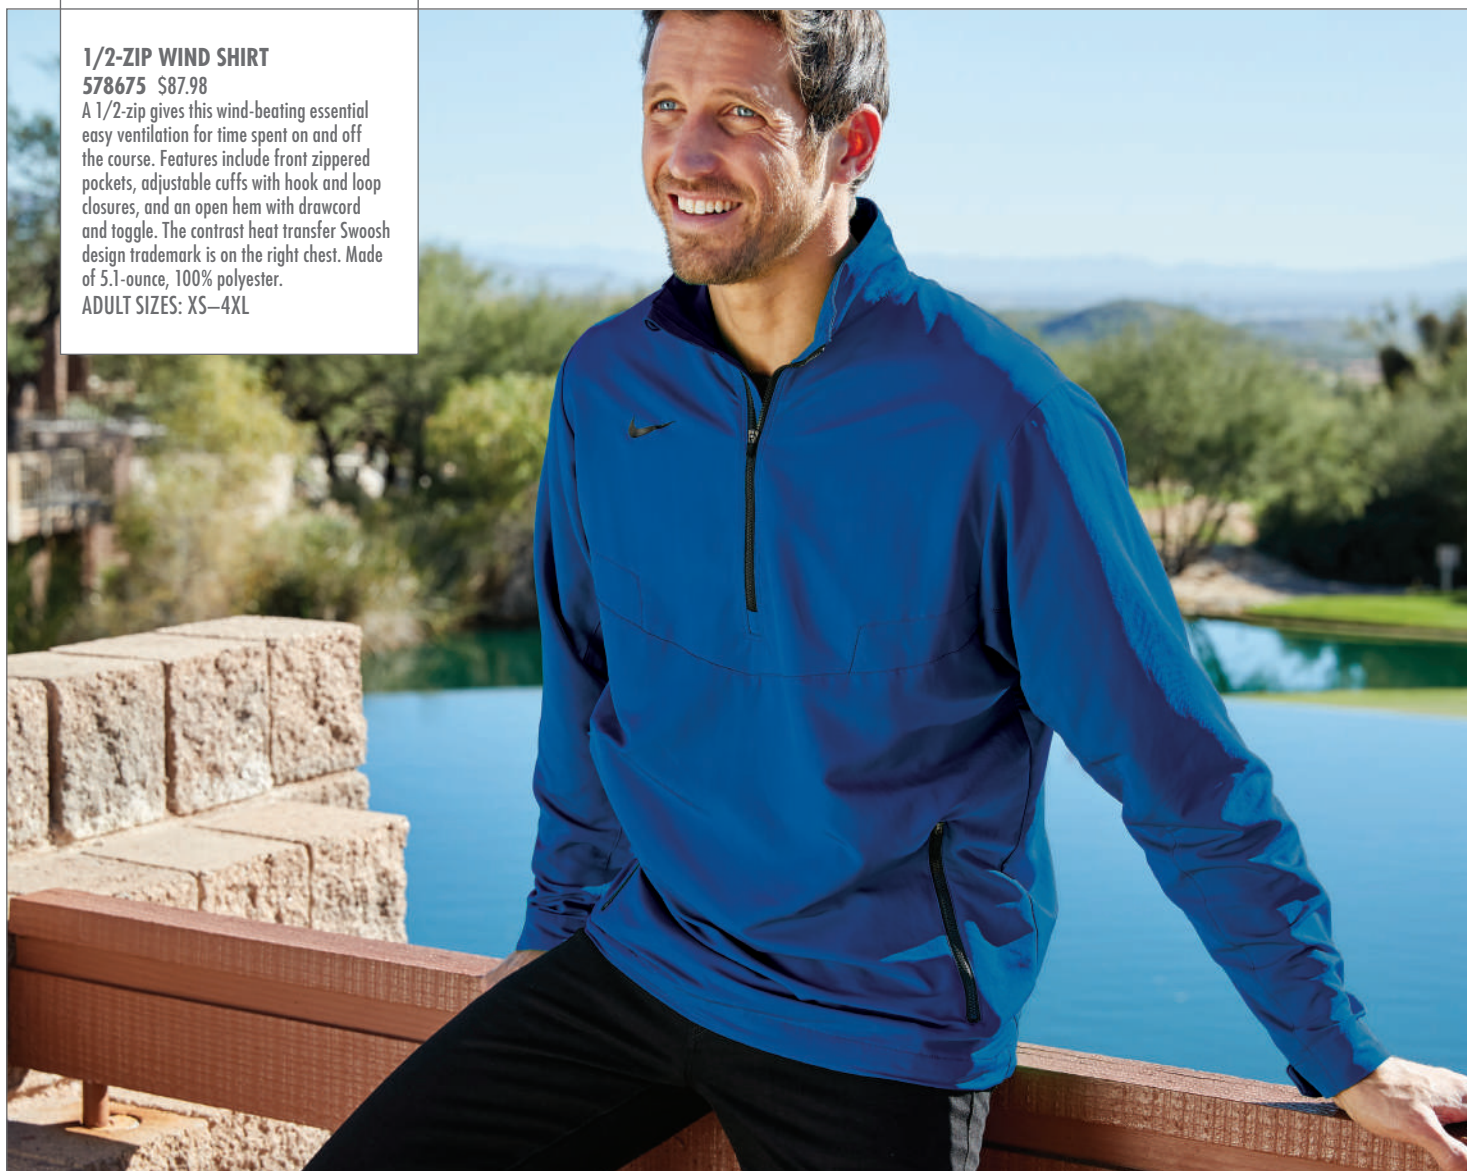 1/2-ZIP WIND SHIRT
578675 $87.98
A 1/2-zip gives this wind-beating essential
easy ventilation for time spent on and off
the course. Features include front zippered
pockets, adjustable cuffs with hook and loop
closures, and an open hem with drawcord
and toggle. The contrast heat transfer Swoosh
design trademark is on the right chest. Made
of 5.1-ounce, 100% polyester.
ADULT SIZES: XS–4XL